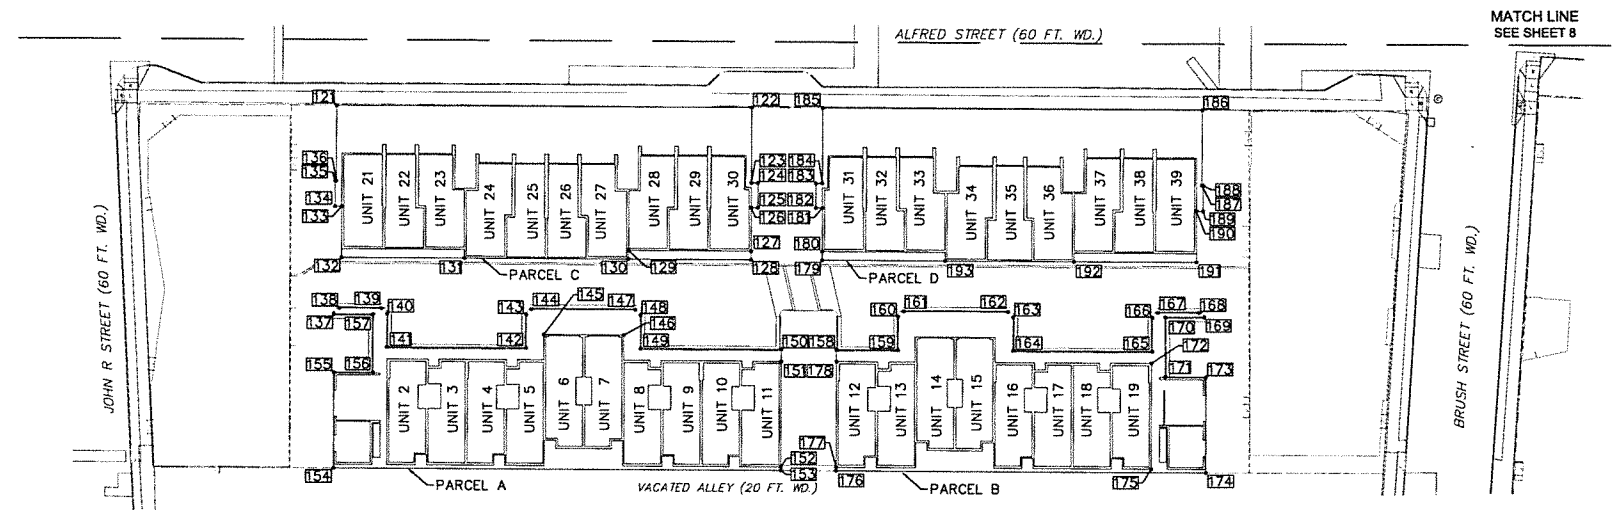 MATCH LINE
SEE SHEET 8
ALFRED STREET (60 FT. WD.)
121
122
185
186
136
135
134
133
123
184
124
183
125
182
126
181
188
187
189
190
UNIT 21
UNIT 22
UNIT 23
UNIT 24
UNIT 25
UNIT 26
UNIT 27
UNIT 28
UNIT 29
UNIT 30
UNIT 31
UNIT 32
UNIT 33
UNIT 34
UNIT 35
UNIT 36
UNIT 37
UNIT 38
UNIT 39
127
180
132
131
PARCEL C
130
129
128
179
PARCEL D
193
192
191
JOHN R STREET (60 FT. WD.)
BRUSH STREET (60 FT. WD.)
138
139
140
143
144
145
147
148
160
161
162
163
166
167
168
137
157
146
170
169
141
142
149
150
158
159
164
165
172
155
156
151
178
171
173
UNIT 2
UNIT 3
UNIT 4
UNIT 5
UNIT 6
UNIT 7
UNIT 8
UNIT 9
UNIT 10
UNIT 11
UNIT 12
UNIT 13
UNIT 14
UNIT 15
UNIT 16
UNIT 17
UNIT 18
UNIT 19
177
152
153
154
PARCEL A
VACATED ALLEY (20 FT. WD.)
176
PARCEL B
175
174